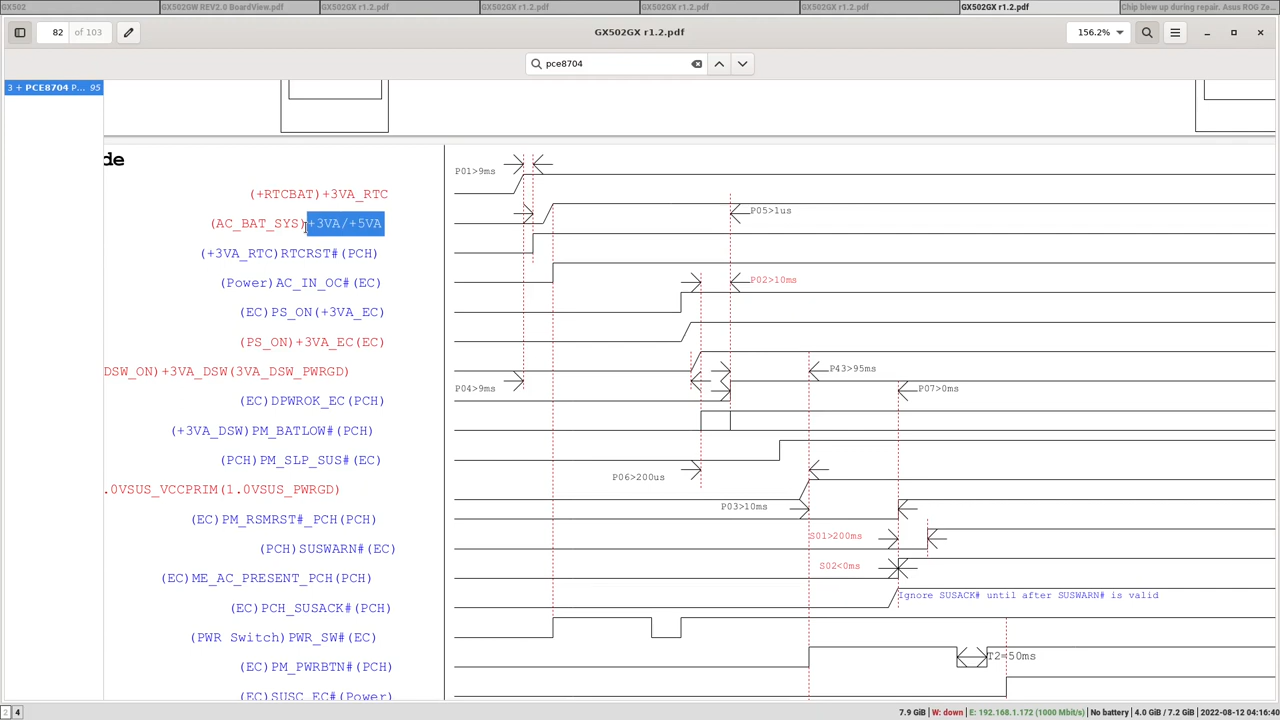 GX502
GX502GW REV2.0 BoardView.pdf
GX502GX r1.2.pdf
GX502GX r1.2.pdf
GX502GX r1.2.pdf
GX502GX r1.2.pdf
GX502GX r1.2.pdf
Chip blew up during repair. Asus ROG Ze...
82 of 103
GX502GX r1.2.pdf
156.2%
pce8704
3 + PCE8704 P... 95
de
P01>9ms
(+RTCBAT)+3VA_RTC
(AC_BAT_SYS)+3VA/+5VA
P05>1us
(+3VA_RTC)RTCRST#(PCH)
(Power)AC_IN_OC#(EC)
P02>10ms
(EC)PS_ON(+3VA_EC)
(PS_ON)+3VA_EC(EC)
DSW_ON)+3VA_DSW(3VA_DSW_PWRGD)
P43>95ms
P04>9ms
P07>0ms
(EC)DPWROK_EC(PCH)
(+3VA_DSW)PM_BATLOW#(PCH)
(PCH)PM_SLP_SUS#(EC)
P06>200us
.0VSUS_VCCPRIM(1.0VSUS_PWRGD)
P03>10ms
(EC)PM_RSMRST#_PCH(PCH)
S01>200ms
(PCH)SUSWARN#(EC)
S02<0ms
(EC)ME_AC_PRESENT_PCH(PCH)
Ignore SUSACK# until after SUSWARN# is valid
(EC)PCH_SUSACK#(PCH)
(PWR Switch)PWR_SW#(EC)
T2=50ms
(EC)PM_PWRBTN#(PCH)
(EC)SUSC_EC#(Power)
2 4
7.9 GiB | W: down | E: 192.168.1.172 (1000 Mbit/s) | No battery | 4.0 GiB / 7.2 GiB | 2022-08-12 04:16:40